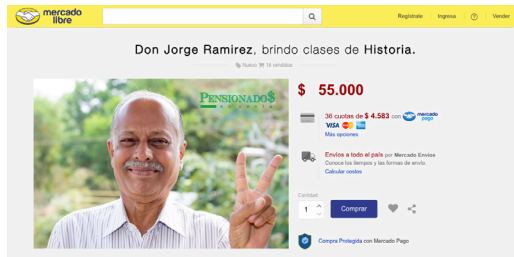 mercado
libre
Regístrate
Ingresa
Vender
Don Jorge Ramirez, brindo clases de Historia.
Nuevo
vendidas
PENSIONADO$
$ 55.000
36 cuotas de $ 4.583 con mercado pago
VISA
Más opciones
Envíos a todo el país por Mercado Envíos
Conoce los tiempos y las formas de envío.
Calcular costos
Cantidad:
1
Comprar
Compra Protegida con Mercado Pago